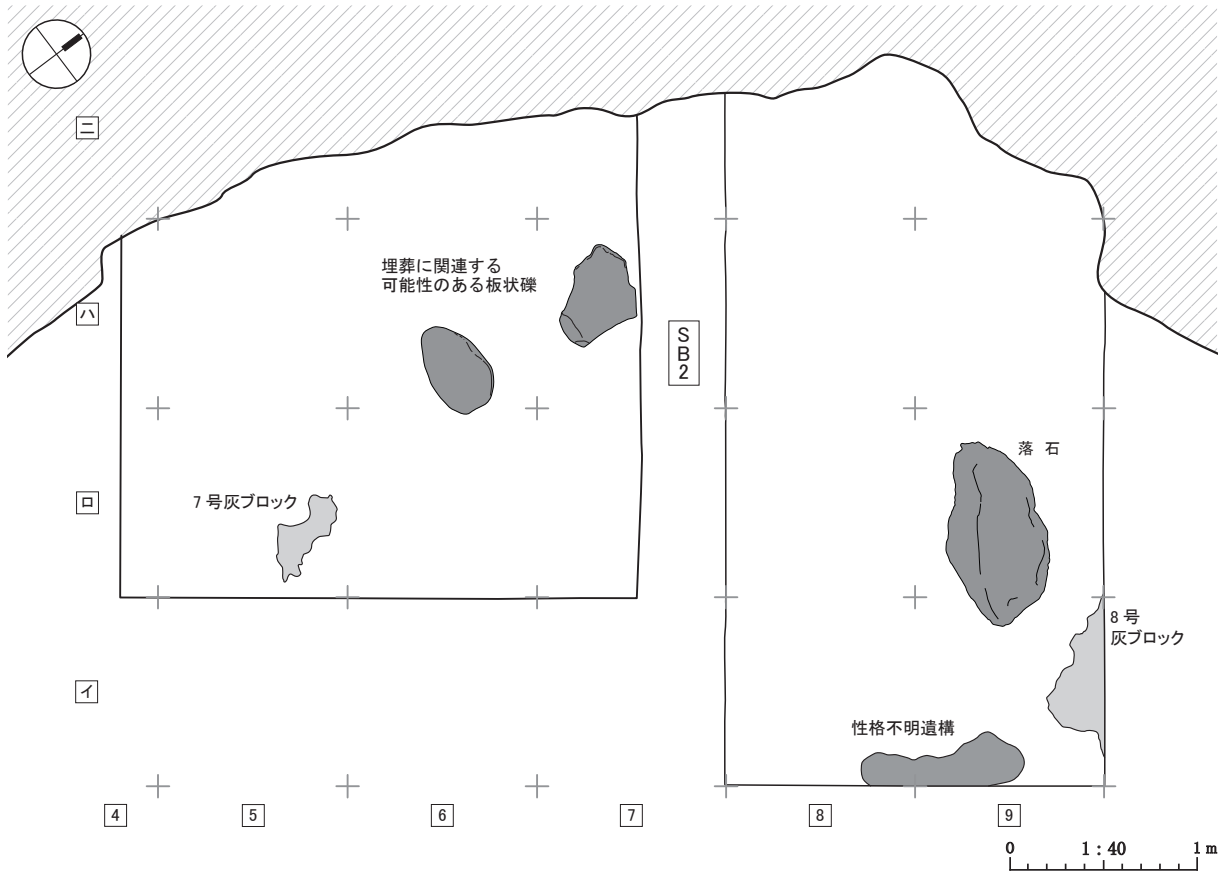 ニ
埋葬に関連する
可能性のある板状礫
ハ
SB2
落 石
ロ
7 号灰ブロック
8 号
灰ブロック
イ
性格不明遺構
4 5 6 7 8 9
0 1 : 40 1 m